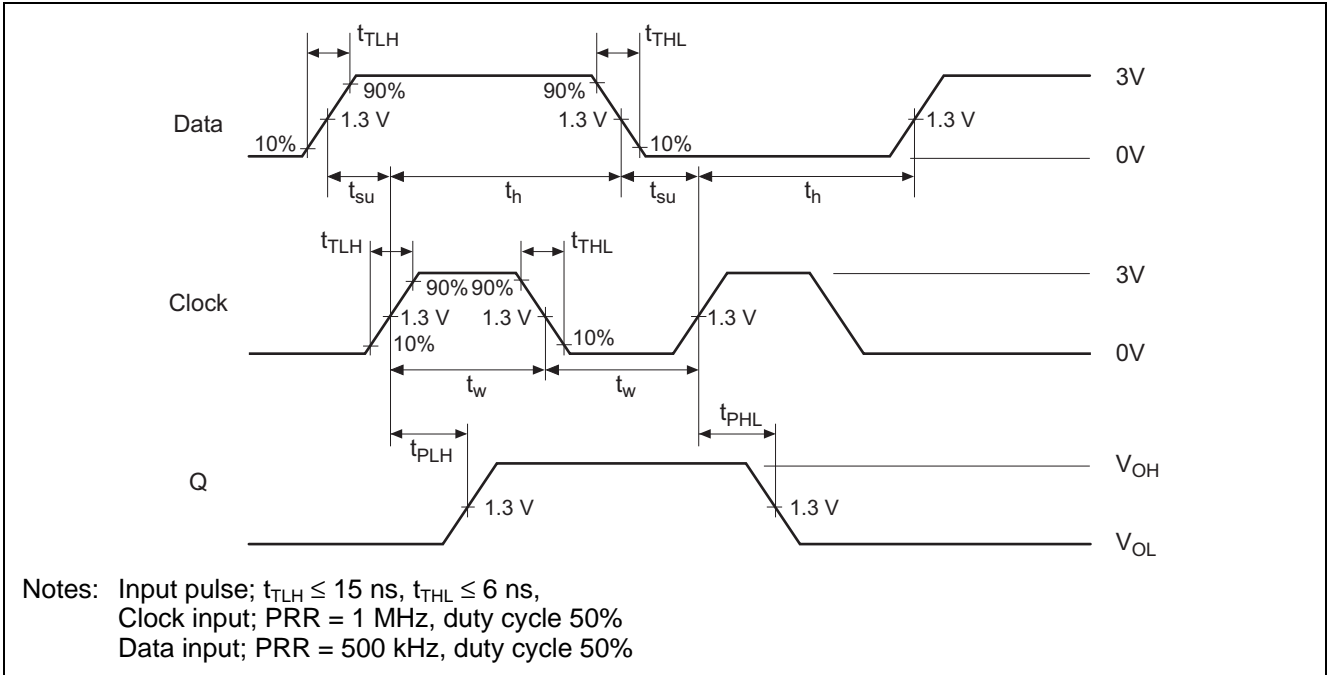 tTLH tTHL
3V
90% 90%
Data 1.3 V 1.3 V 1.3 V
10% 10% 0V
tsu th tsu th
tTLH tTHL
3V
90% 90%
Clock 1.3 V 1.3 V 1.3 V
10% 10% 0V
tw tw
tPLH tPHL
VOH
Q 1.3 V 1.3 V
VOL
Notes: Input pulse; tTLH ≤ 15 ns, tTHL ≤ 6 ns,
Clock input; PRR = 1 MHz, duty cycle 50%
Data input; PRR = 500 kHz, duty cycle 50%